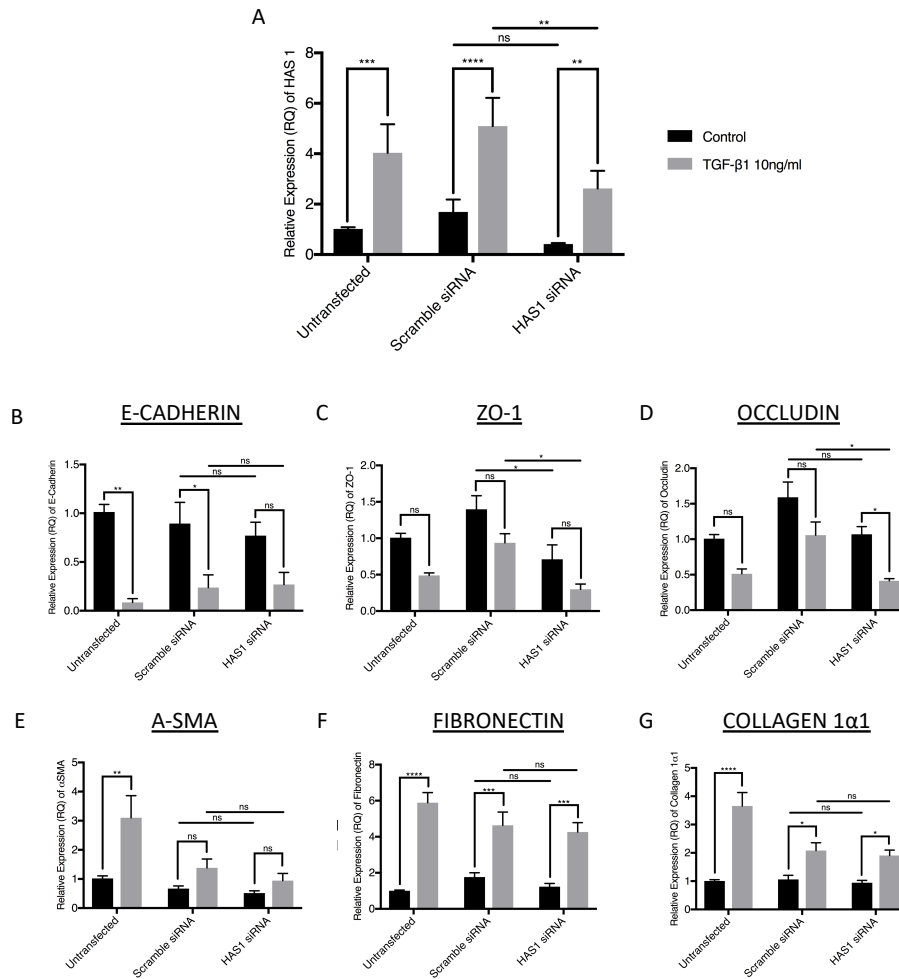 A
Relative Expression (RQ) of HAS 1
8
6
4
2
0
***
****
**
ns
**
Untransfected
Scramble siRNA
HAS1 siRNA
Control
TGF-β1 10ng/ml
B
E-CADHERIN
Relative Expression (RQ) of E-Cadherin
1.5
1.0
0.5
0.0
**
*
ns
ns
ns
Untransfected
Scramble siRNA
HAS1 siRNA
C
ZO-1
Relative Expression (RQ) of ZO-1
2.0
1.5
1.0
0.5
0.0
ns
ns
ns
*
*
Untransfected
Scramble siRNA
HAS1 siRNA
D
OCCLUDIN
Relative Expression (RQ) of Occludin
2.0
1.5
1.0
0.5
0.0
ns
ns
*
ns
*
Untransfected
Scramble siRNA
HAS1 siRNA
E
A-SMA
Relative Expression (RQ) of αSMA
5
4
3
2
1
0
**
ns
ns
ns
ns
Untransfected
Scramble siRNA
HAS1 siRNA
F
FIBRONECTIN
Relative Expression (RQ) of Fibronectin
8
6
4
2
0
****
***
***
ns
ns
Untransfected
Scramble siRNA
HAS1 siRNA
G
COLLAGEN 1α1
Relative Expression (RQ) of Collagen 1α1
5
4
3
2
1
0
****
*
*
ns
ns
Untransfected
Scramble siRNA
HAS1 siRNA